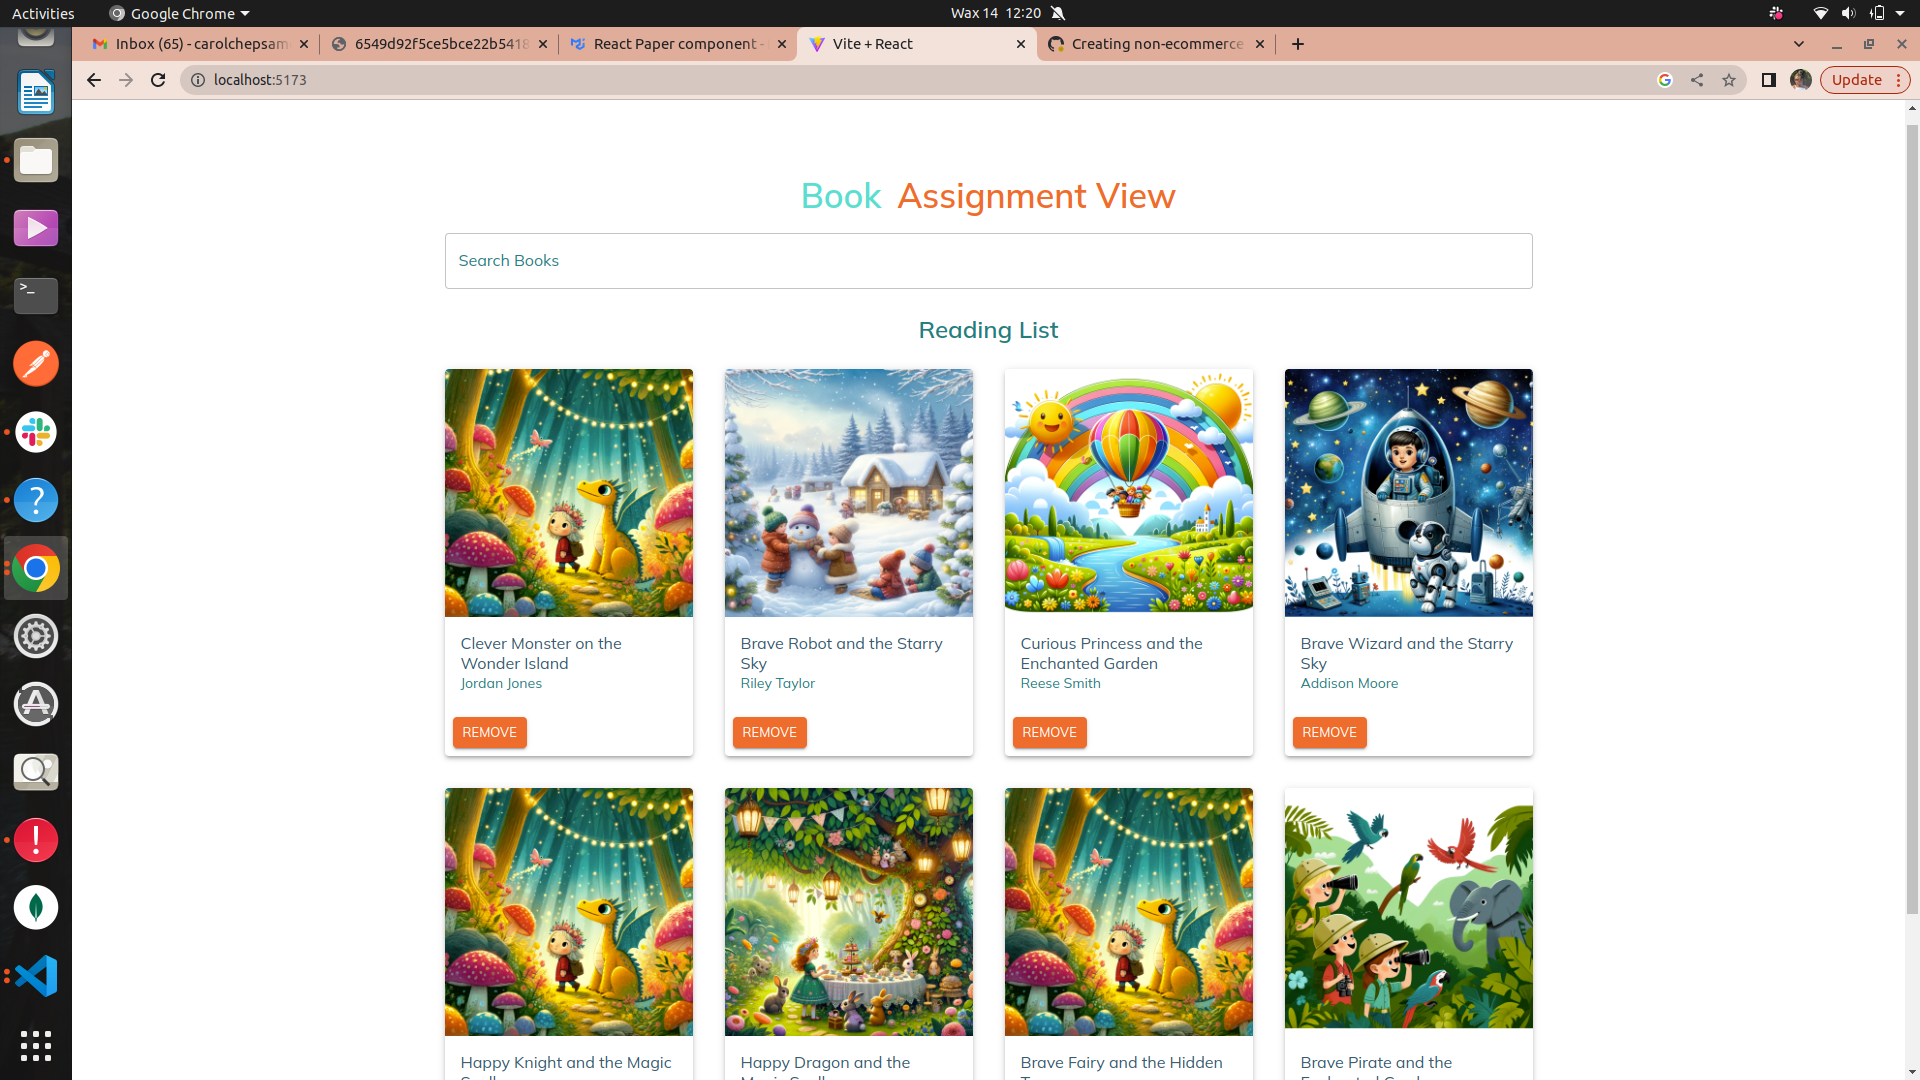 Activities
Google Chrome
Wax 14 12:20
Inbox (65) - carolchepsam
6549d92f5ce5bce22b5418
React Paper component -
Vite + React
Creating non-ecommerce
localhost:5173
Update
Book Assignment View
Search Books
Reading List
Clever Monster on the
Wonder Island
Jordan Jones
REMOVE
Brave Robot and the Starry
Sky
Riley Taylor
REMOVE
Curious Princess and the
Enchanted Garden
Reese Smith
REMOVE
Brave Wizard and the Starry
Sky
Addison Moore
REMOVE
Happy Knight and the Magic
Happy Dragon and the
Brave Fairy and the Hidden
Brave Pirate and the